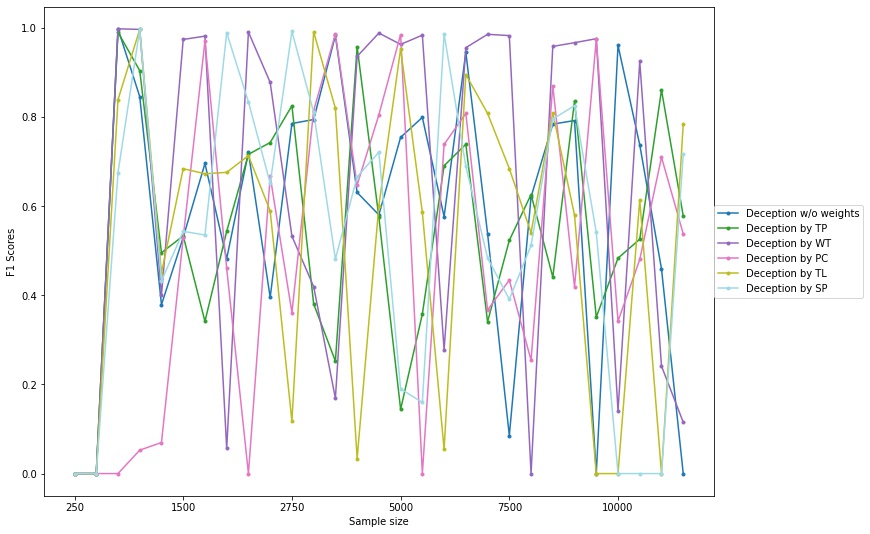 1.0
0.8
0.6
0.4
0.2
0.0
F1 Scores
250
1500
2750
5000
7500
10000
Sample size
Deception w/o weights
Deception by TP
Deception by WT
Deception by PC
Deception by TL
Deception by SP